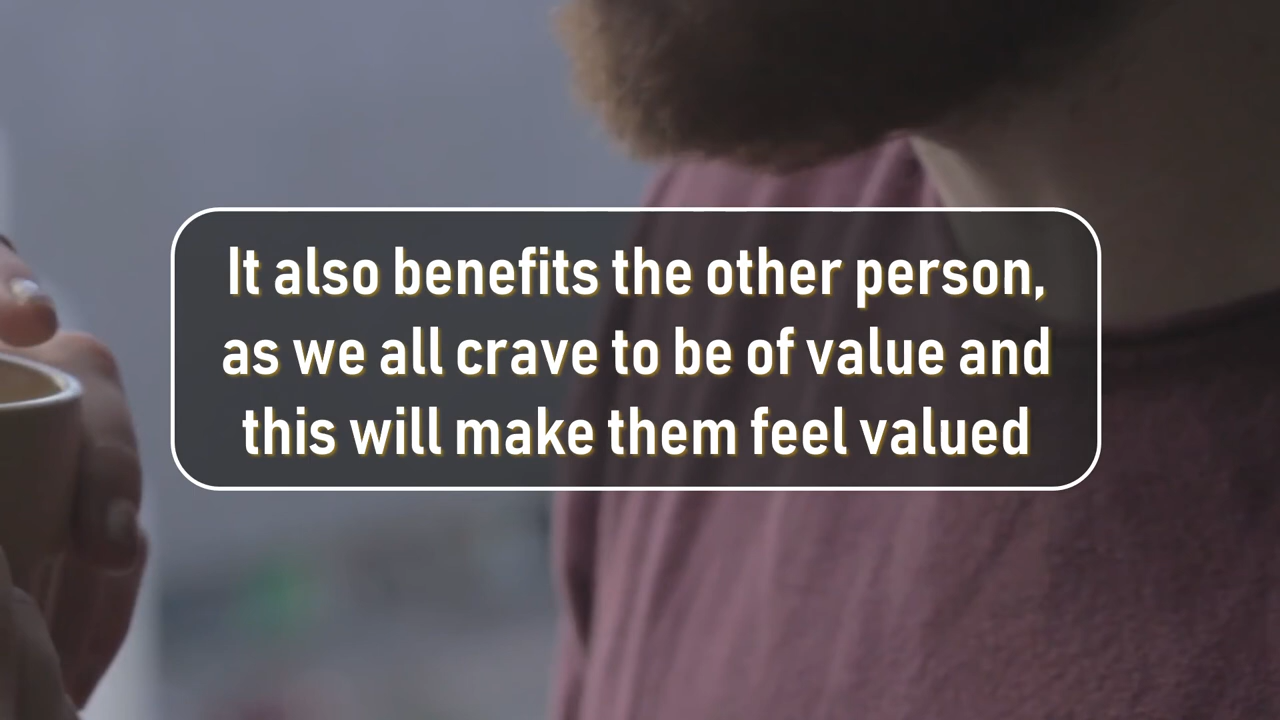 It also benefits the other person,
as we all crave to be of value and
this will make them feel valued